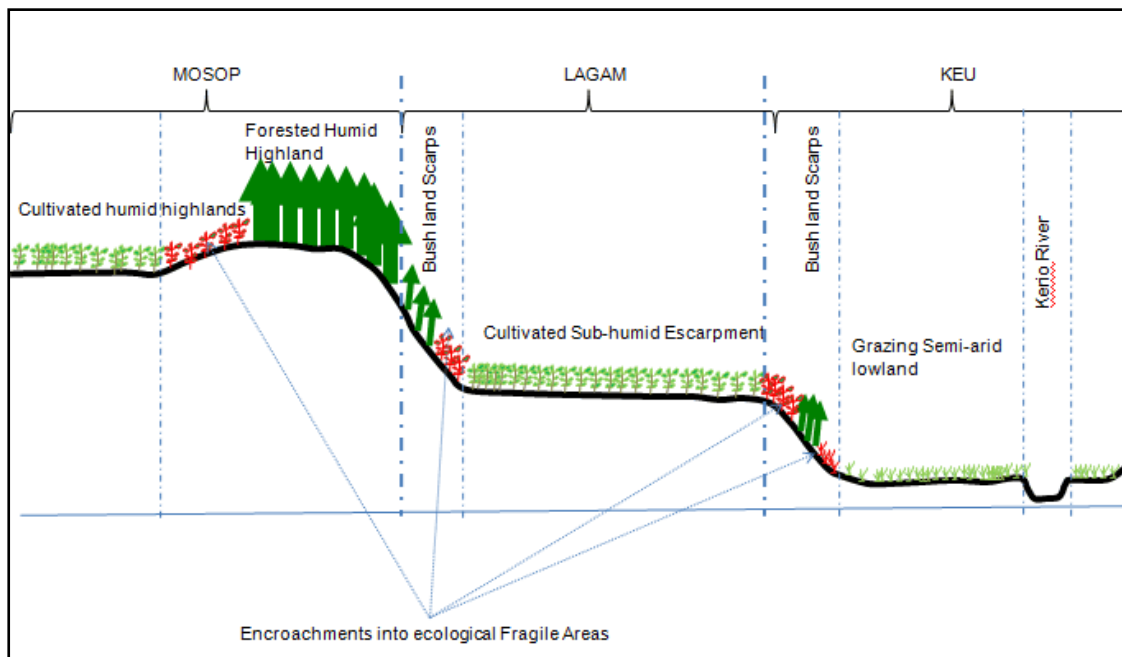 MOSOP
LAGAM
KEU
Forested Humid
Highland
Cultivated humid highlands
Bush land Scarps
Cultivated Sub-humid Escarpment
Bush land Scarps
Grazing Semi-arid
lowland
Kerio River
Encroachments into ecological Fragile Areas